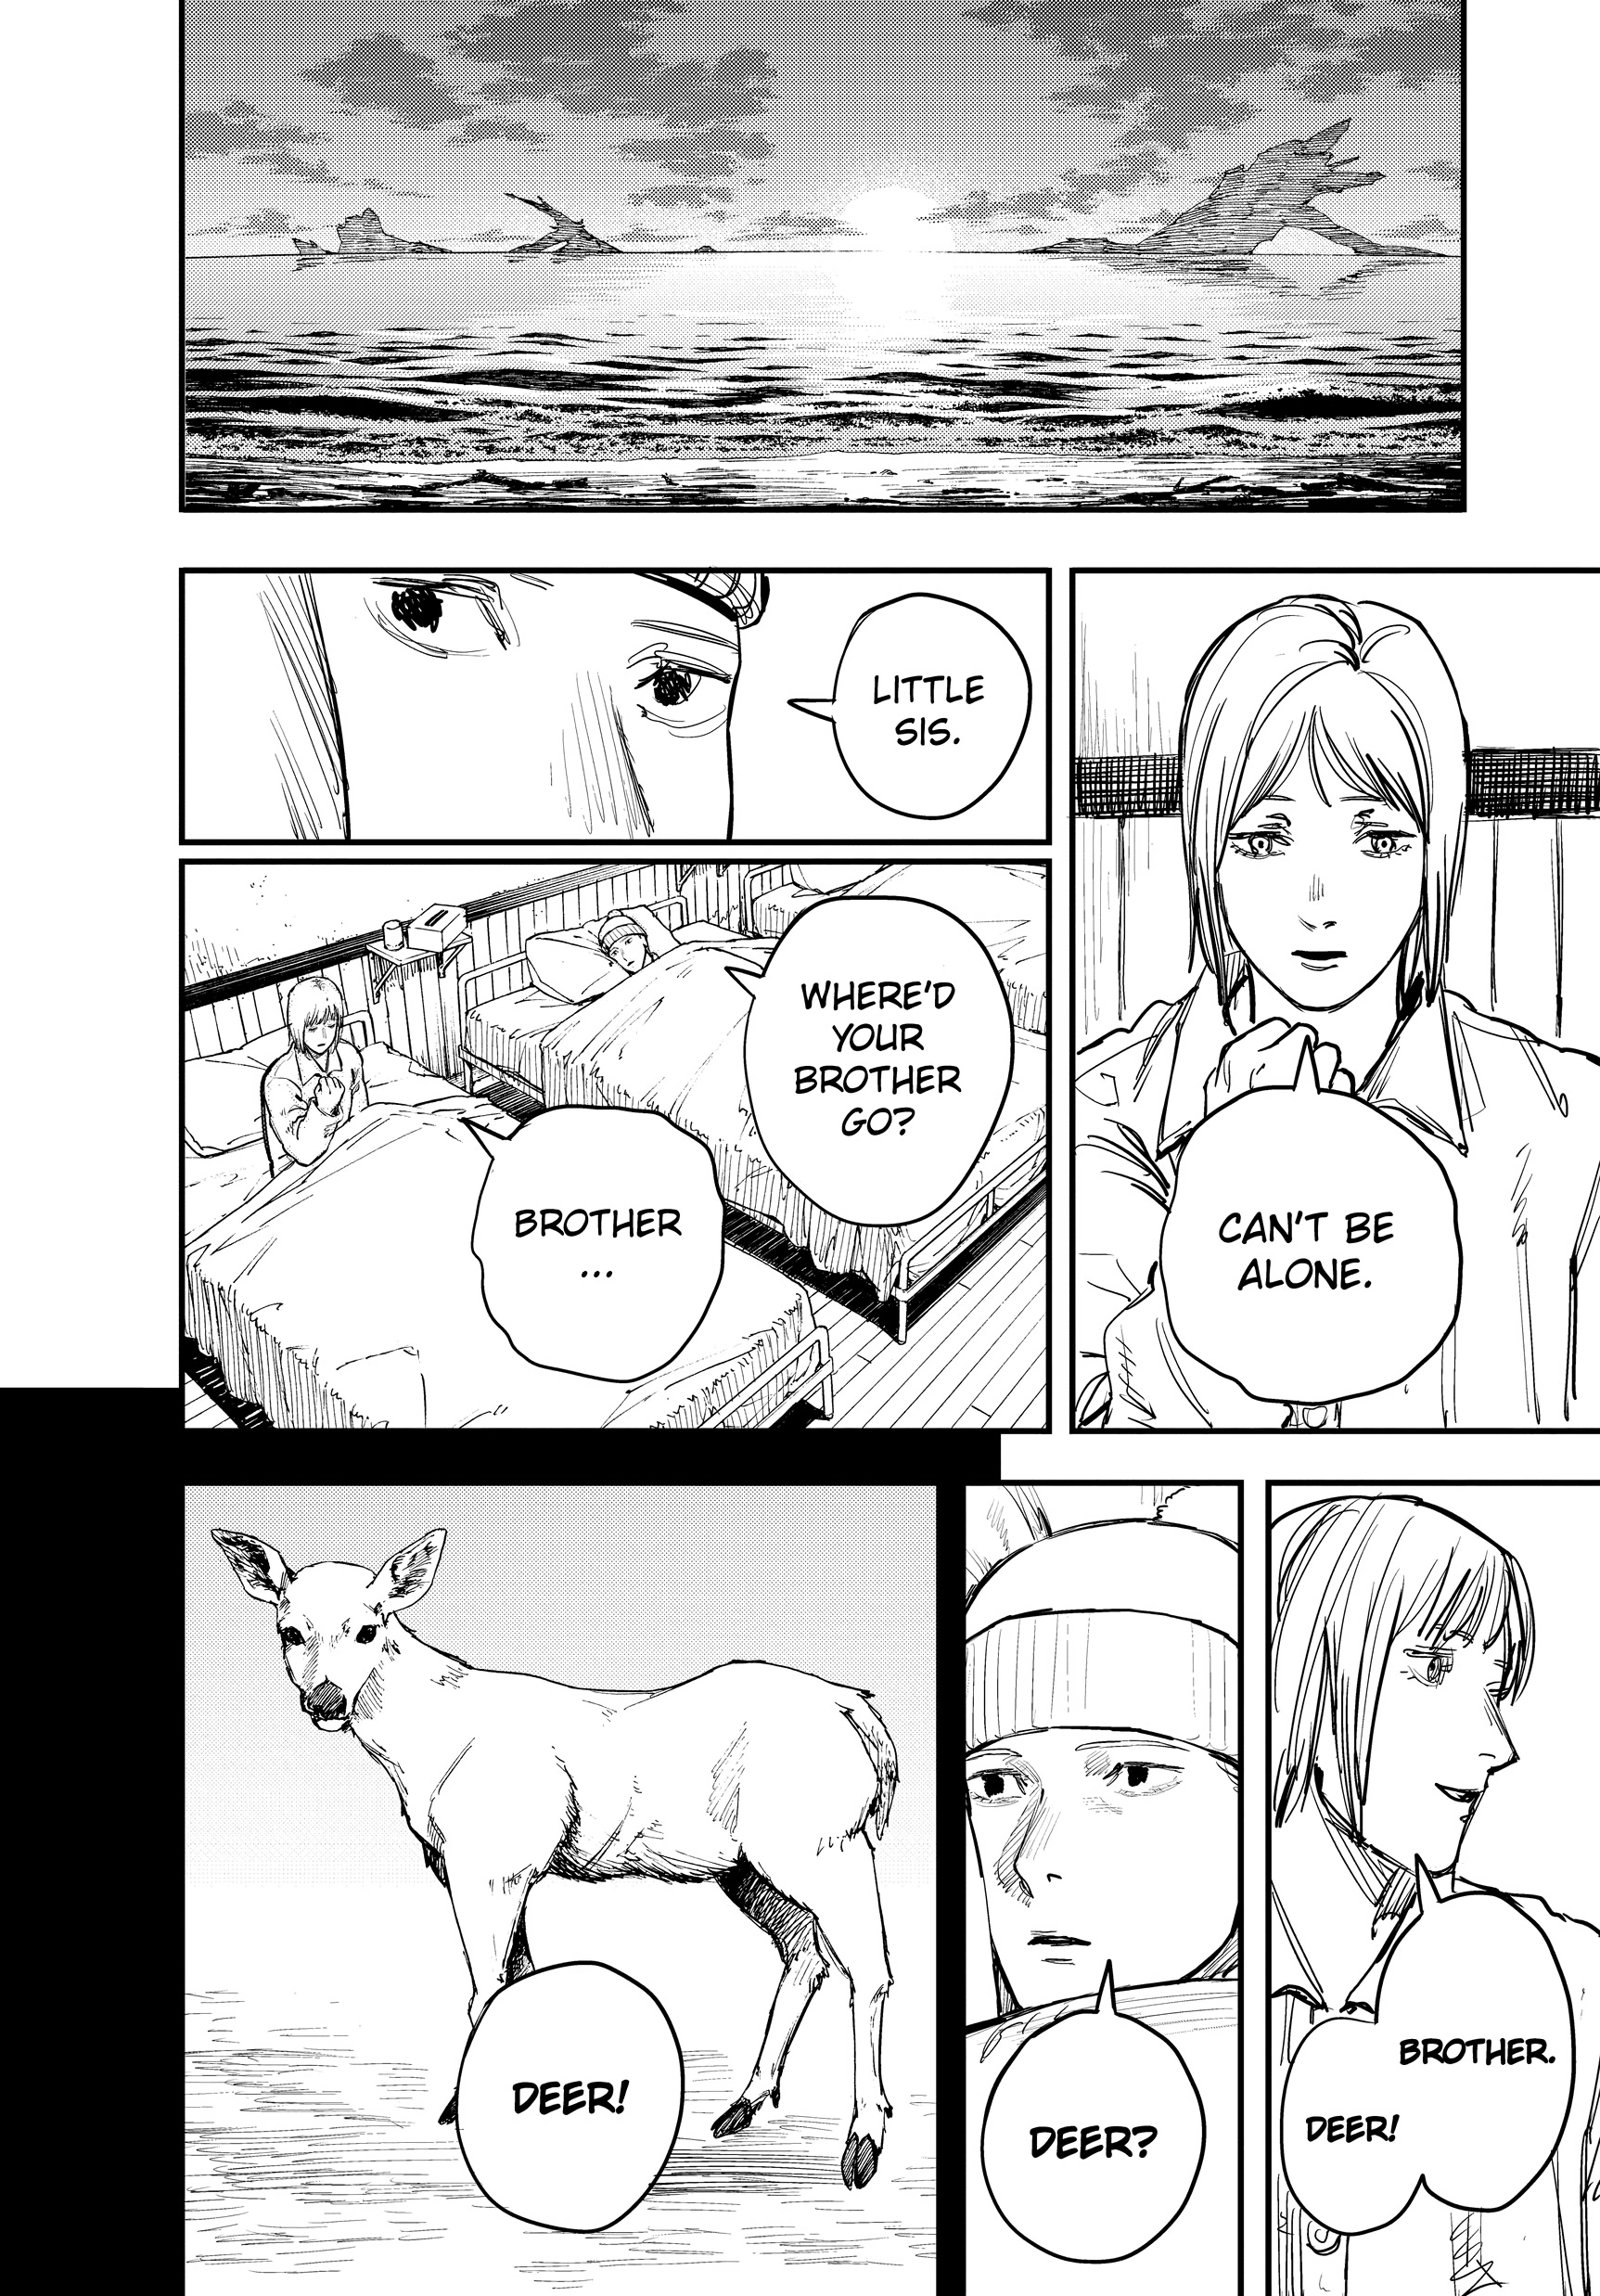 CAN'T BE
ALONE.
LITTLE
SIS.
WHERE'D
YOUR
BROTHER
GO?
BROTHER
...
BROTHER.
DEER!
DEER?
DEER!